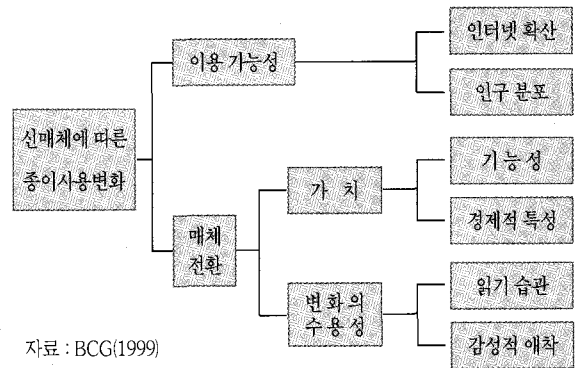 인터넷 확산
이용 가능성
인구 분포
신매체에 따른
종이사용변화
기 능 성
가 치
경제적 특성
매체
전환
읽기 습관
변 화 의
수 용 성
감성적 애착
자료 : BCG(1999)